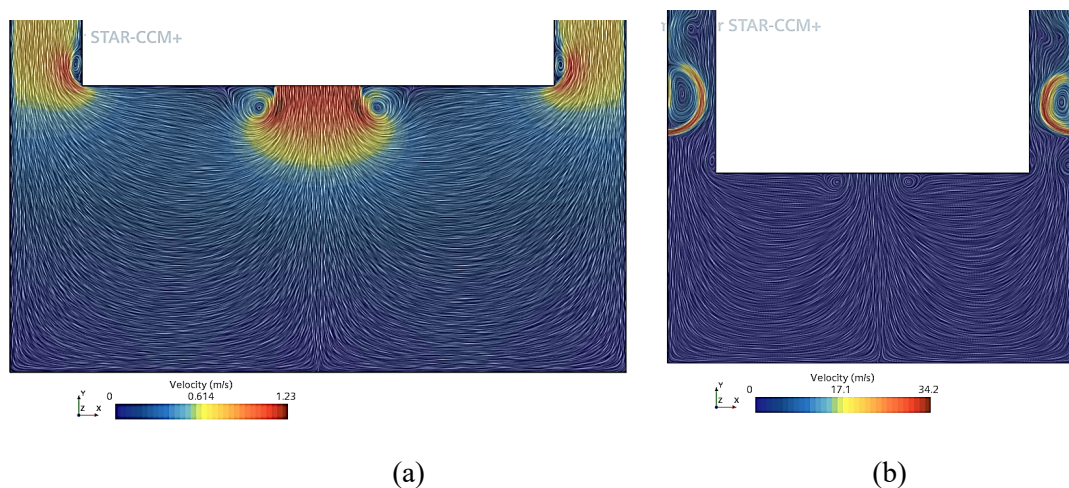 STAR-CCM+
Velocity (m/s)
0 0.614 1.23
Y
Z X
(a)
r STAR-CCM+
Velocity (m/s)
0 17.1 34.2
Y
Z X
(b)